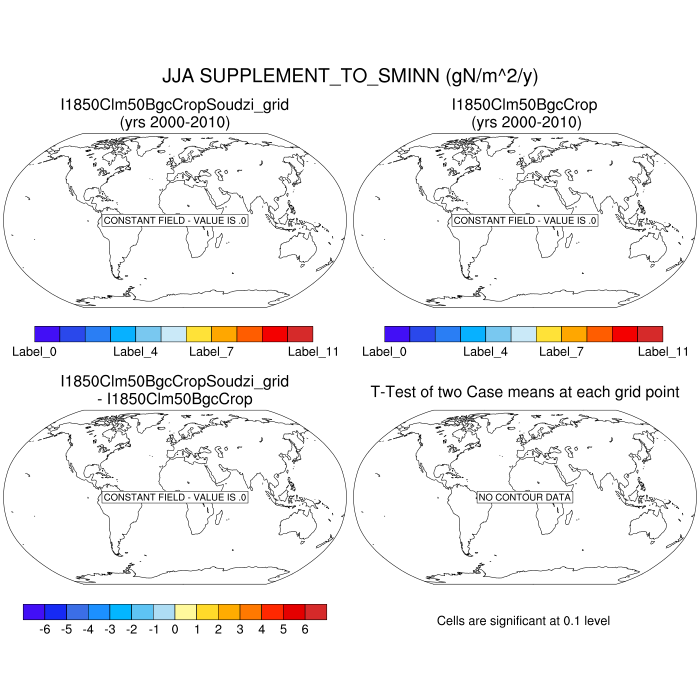 JJA SUPPLEMENT_TO_SMINN (gN/m^2/y)
I1850Clm50BgcCropSoudzi_grid
(yrs 2000-2010)
I1850Clm50BgcCrop
(yrs 2000-2010)
CONSTANT FIELD - VALUE IS .0
CONSTANT FIELD - VALUE IS .0
Label_0 Label_4 Label_7 Label_11
Label_0 Label_4 Label_7 Label_11
I1850Clm50BgcCropSoudzi_grid
- I1850Clm50BgcCrop
T-Test of two Case means at each grid point
CONSTANT FIELD - VALUE IS .0
NO CONTOUR DATA
-6 -5 -4 -3 -2 -1 0 1 2 3 4 5 6
Cells are significant at 0.1 level